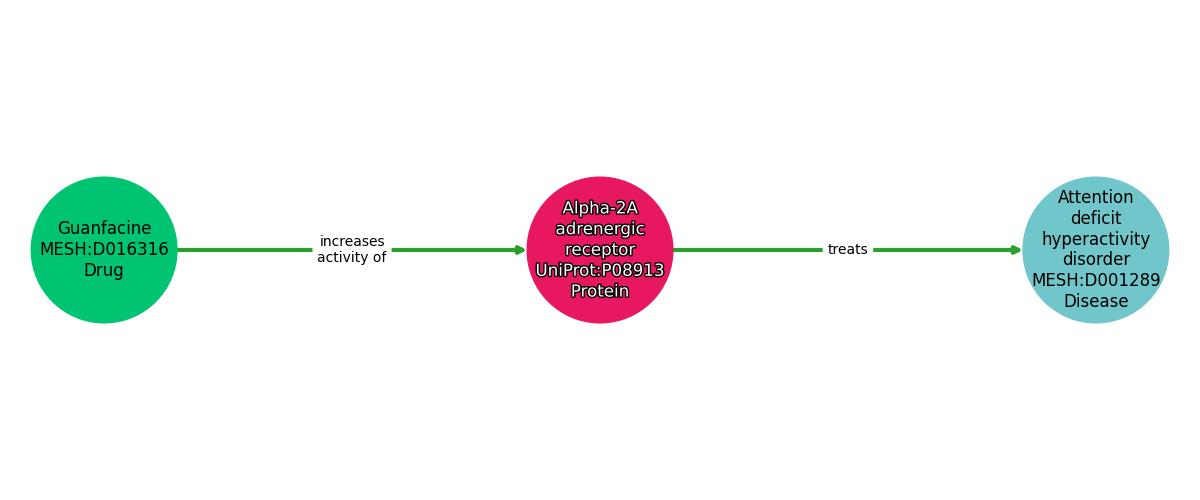 Guanfacine
MESH:D016316
Drug
increases
activity of
Alpha-2A
adrenergic
receptor
UniProt:P08913
Protein
treats
Attention
deficit
hyperactivity
disorder
MESH:D001289
Disease